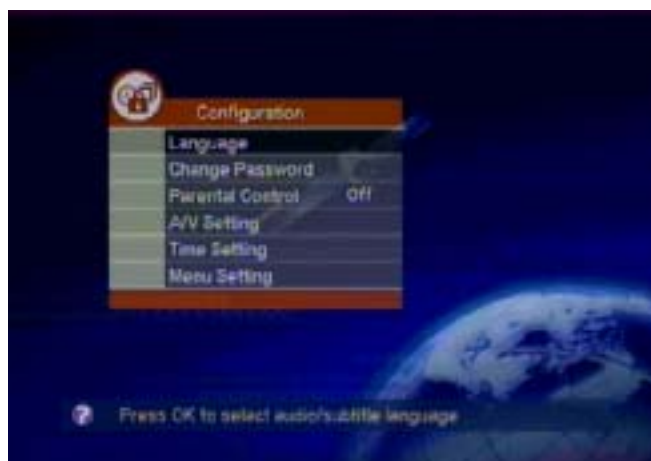 Configuration
Language
Change Password
Parental Control Off
A/V Setting
Time Setting
Menu Setting
Press OK to select audio/subtitle language